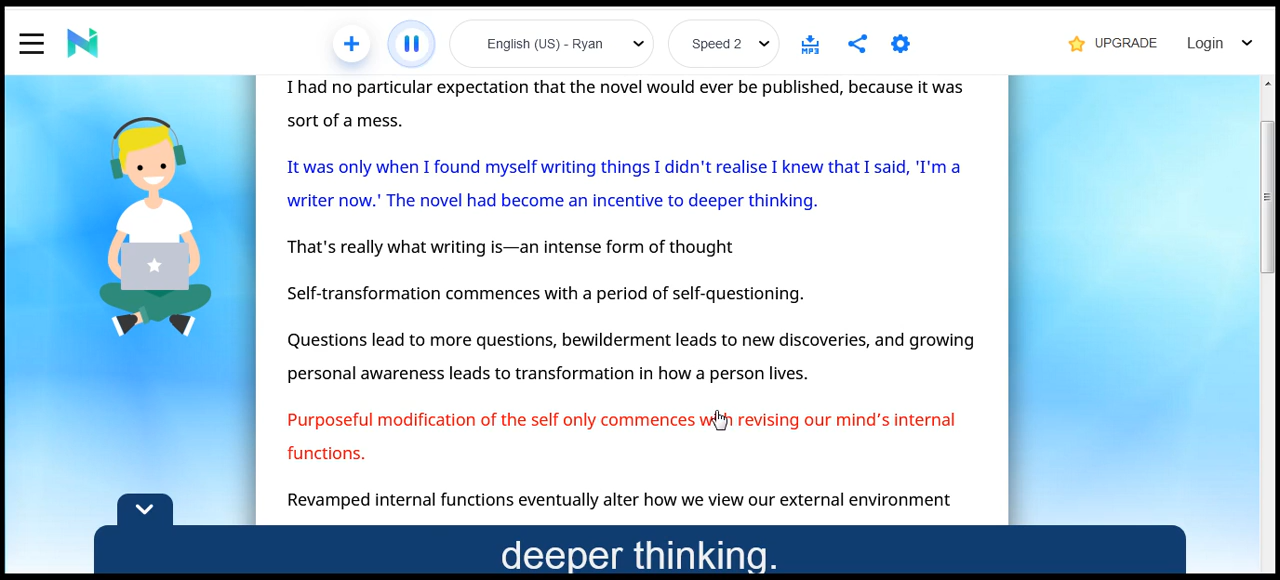 English (US) - Ryan
Speed 2
MP3
UPGRADE
Login
I had no particular expectation that the novel would ever be published, because it was
sort of a mess.
It was only when I found myself writing things I didn't realise I knew that I said, 'I'm a
writer now.' The novel had become an incentive to deeper thinking.
That's really what writing is—an intense form of thought
Self-transformation commences with a period of self-questioning.
Questions lead to more questions, bewilderment leads to new discoveries, and growing
personal awareness leads to transformation in how a person lives.
Purposeful modification of the self only commences with revising our mind’s internal
functions.
Revamped internal functions eventually alter how we view our external environment
deeper thinking.